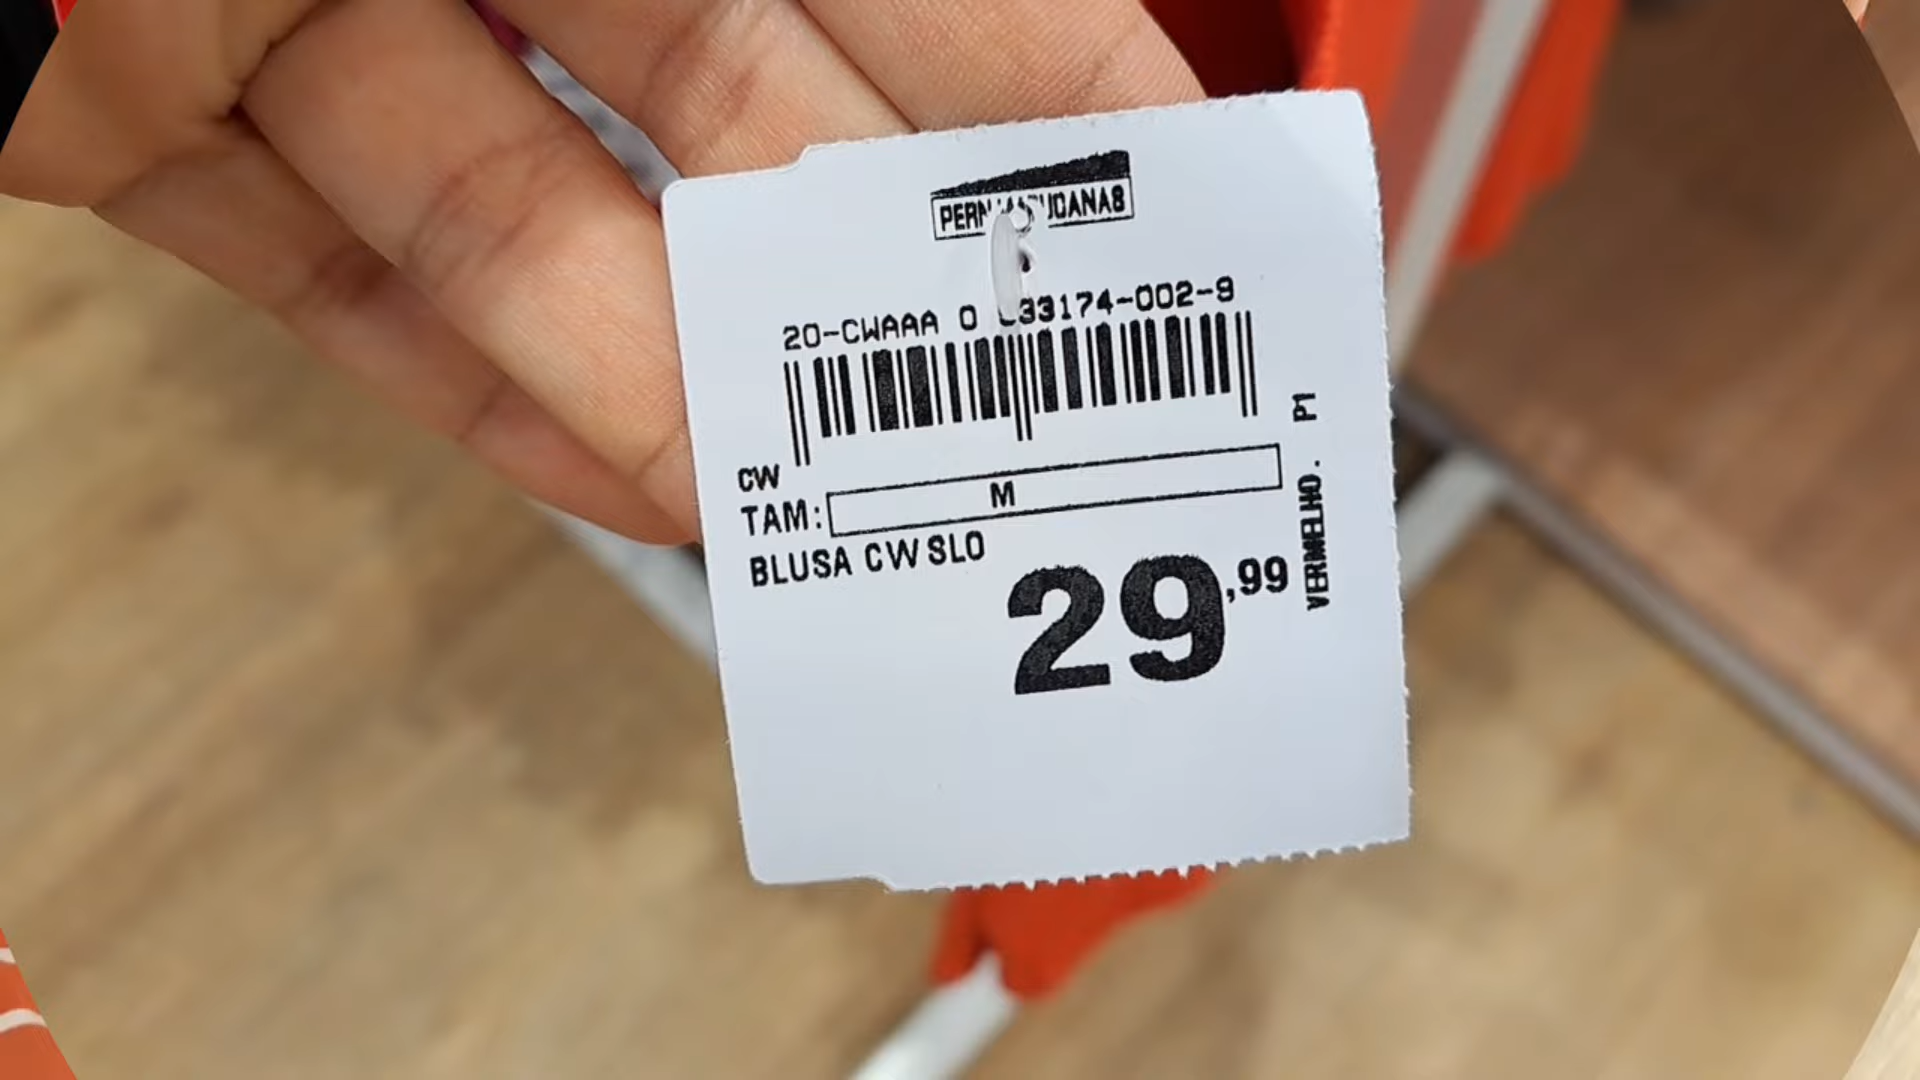 20-CWAAA 0 33174-002-9
CW
TAM: M
BLUSA CW SLO
29,99
VERMELHO. P1